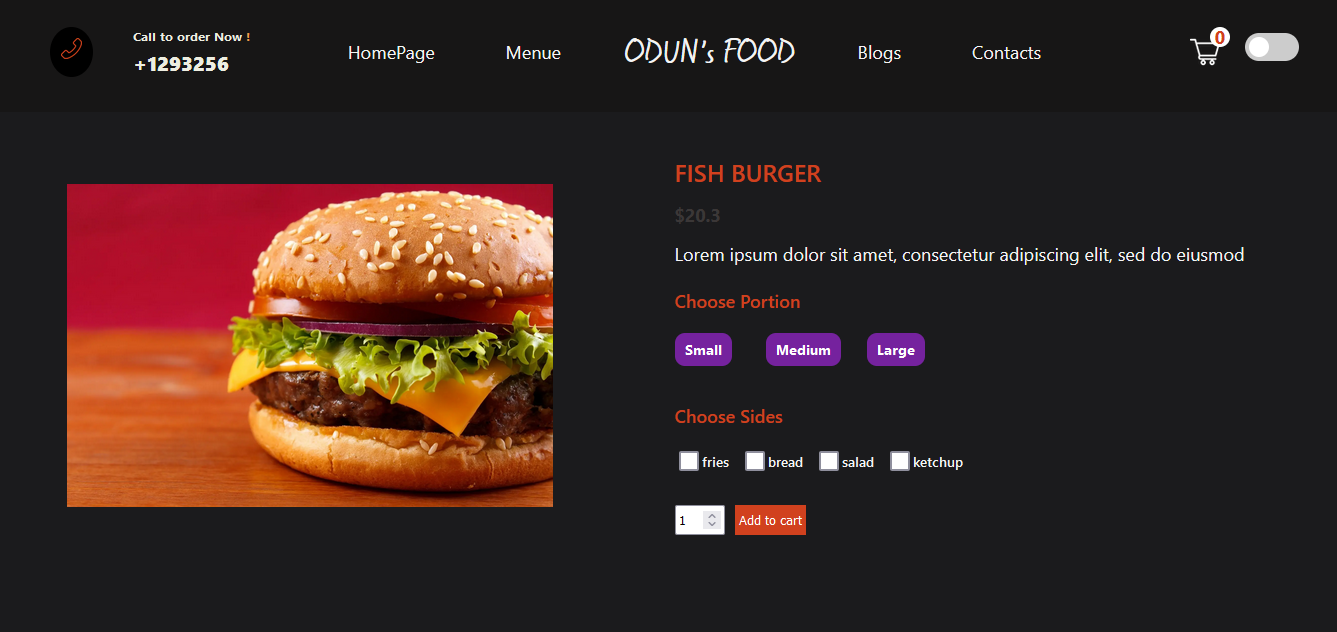 Call to order Now !
+1293256
HomePage
Menue
ODUN's FOOD
Blogs
Contacts
0
FISH BURGER
$20.3
Lorem ipsum dolor sit amet, consectetur adipiscing elit, sed do eiusmod
Choose Portion
Small Medium Large
Choose Sides
fries bread salad ketchup
1 Add to cart